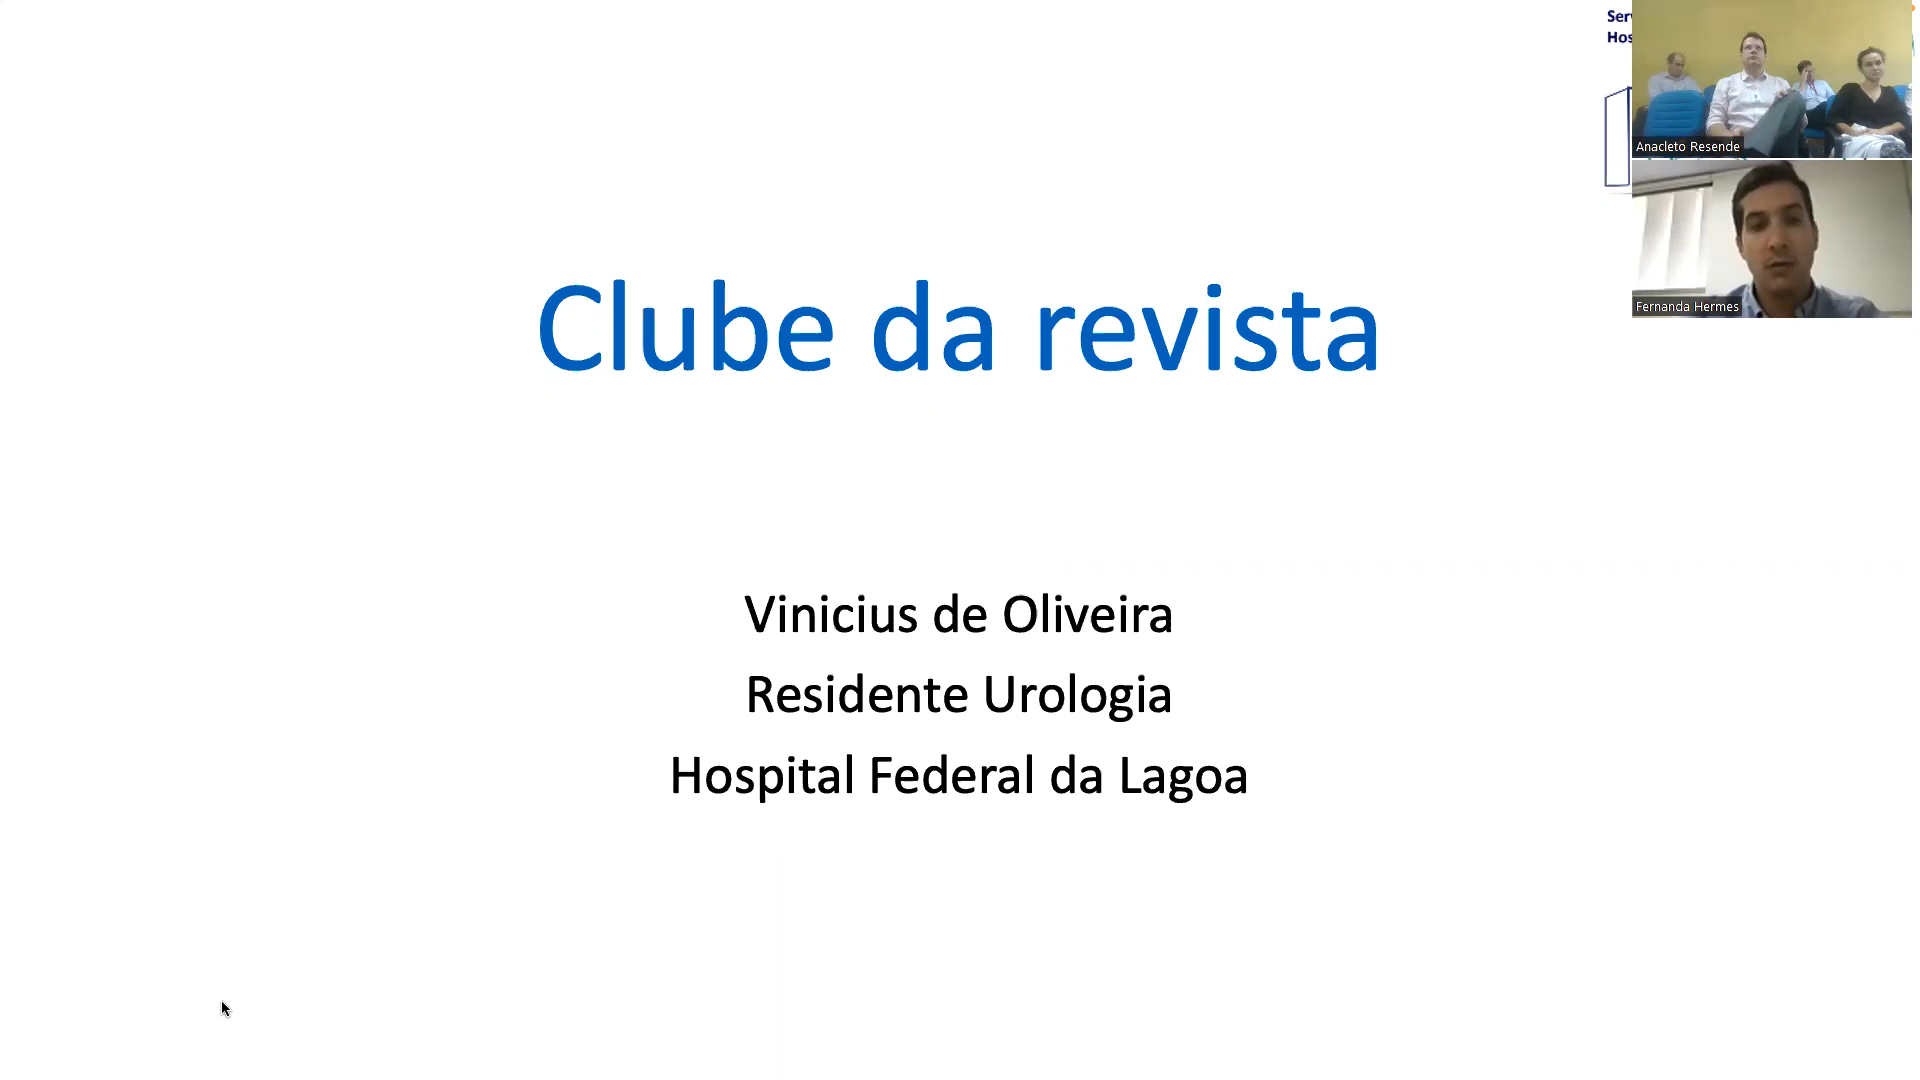 Clube da revista
Vinicius de Oliveira
Residente Urologia
Hospital Federal da Lagoa
Anacleto Resende
Fernanda Hermes